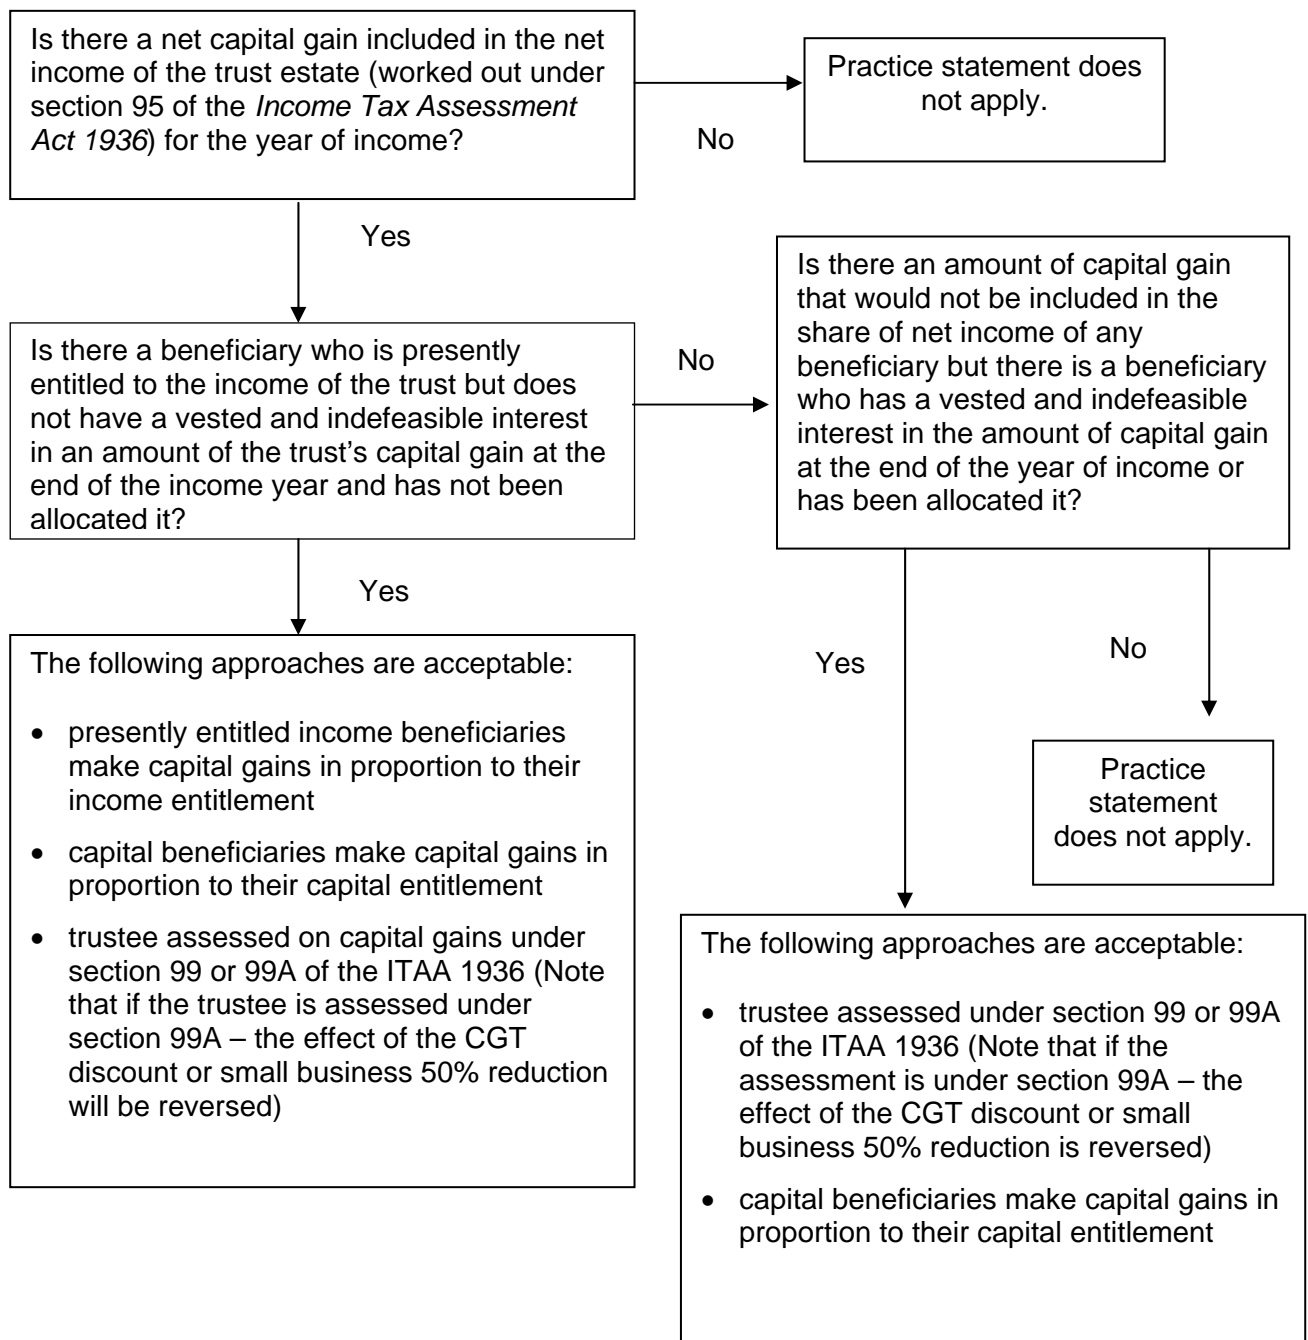 Is there a net capital gain included in the net
income of the trust estate (worked out under
section 95 of the Income Tax Assessment
Act 1936) for the year of income?
No
Practice statement does
not apply.
Yes
Is there a beneficiary who is presently
entitled to the income of the trust but does
not have a vested and indefeasible interest
in an amount of the trust’s capital gain at the
end of the income year and has not been
allocated it?
No
Is there an amount of capital gain
that would not be included in the
share of net income of any
beneficiary but there is a beneficiary
who has a vested and indefeasible
interest in the amount of capital gain
at the end of the year of income or
has been allocated it?
Yes
The following approaches are acceptable:
• presently entitled income beneficiaries
make capital gains in proportion to their
income entitlement
• capital beneficiaries make capital gains in
proportion to their capital entitlement
• trustee assessed on capital gains under
section 99 or 99A of the ITAA 1936 (Note
that if the trustee is assessed under
section 99A – the effect of the CGT
discount or small business 50% reduction
will be reversed)
Yes
No
Practice
statement
does not apply.
The following approaches are acceptable:
• trustee assessed under section 99 or 99A
of the ITAA 1936 (Note that if the
assessment is under section 99A – the
effect of the CGT discount or small
business 50% reduction is reversed)
• capital beneficiaries make capital gains in
proportion to their capital entitlement